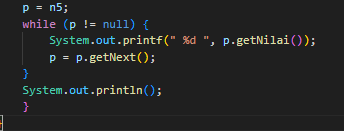 p = n5;
while (p != null) {
System.out.printf(" %d ", p.getNilai());
p = p.getNext();
}
System.out.println();
}